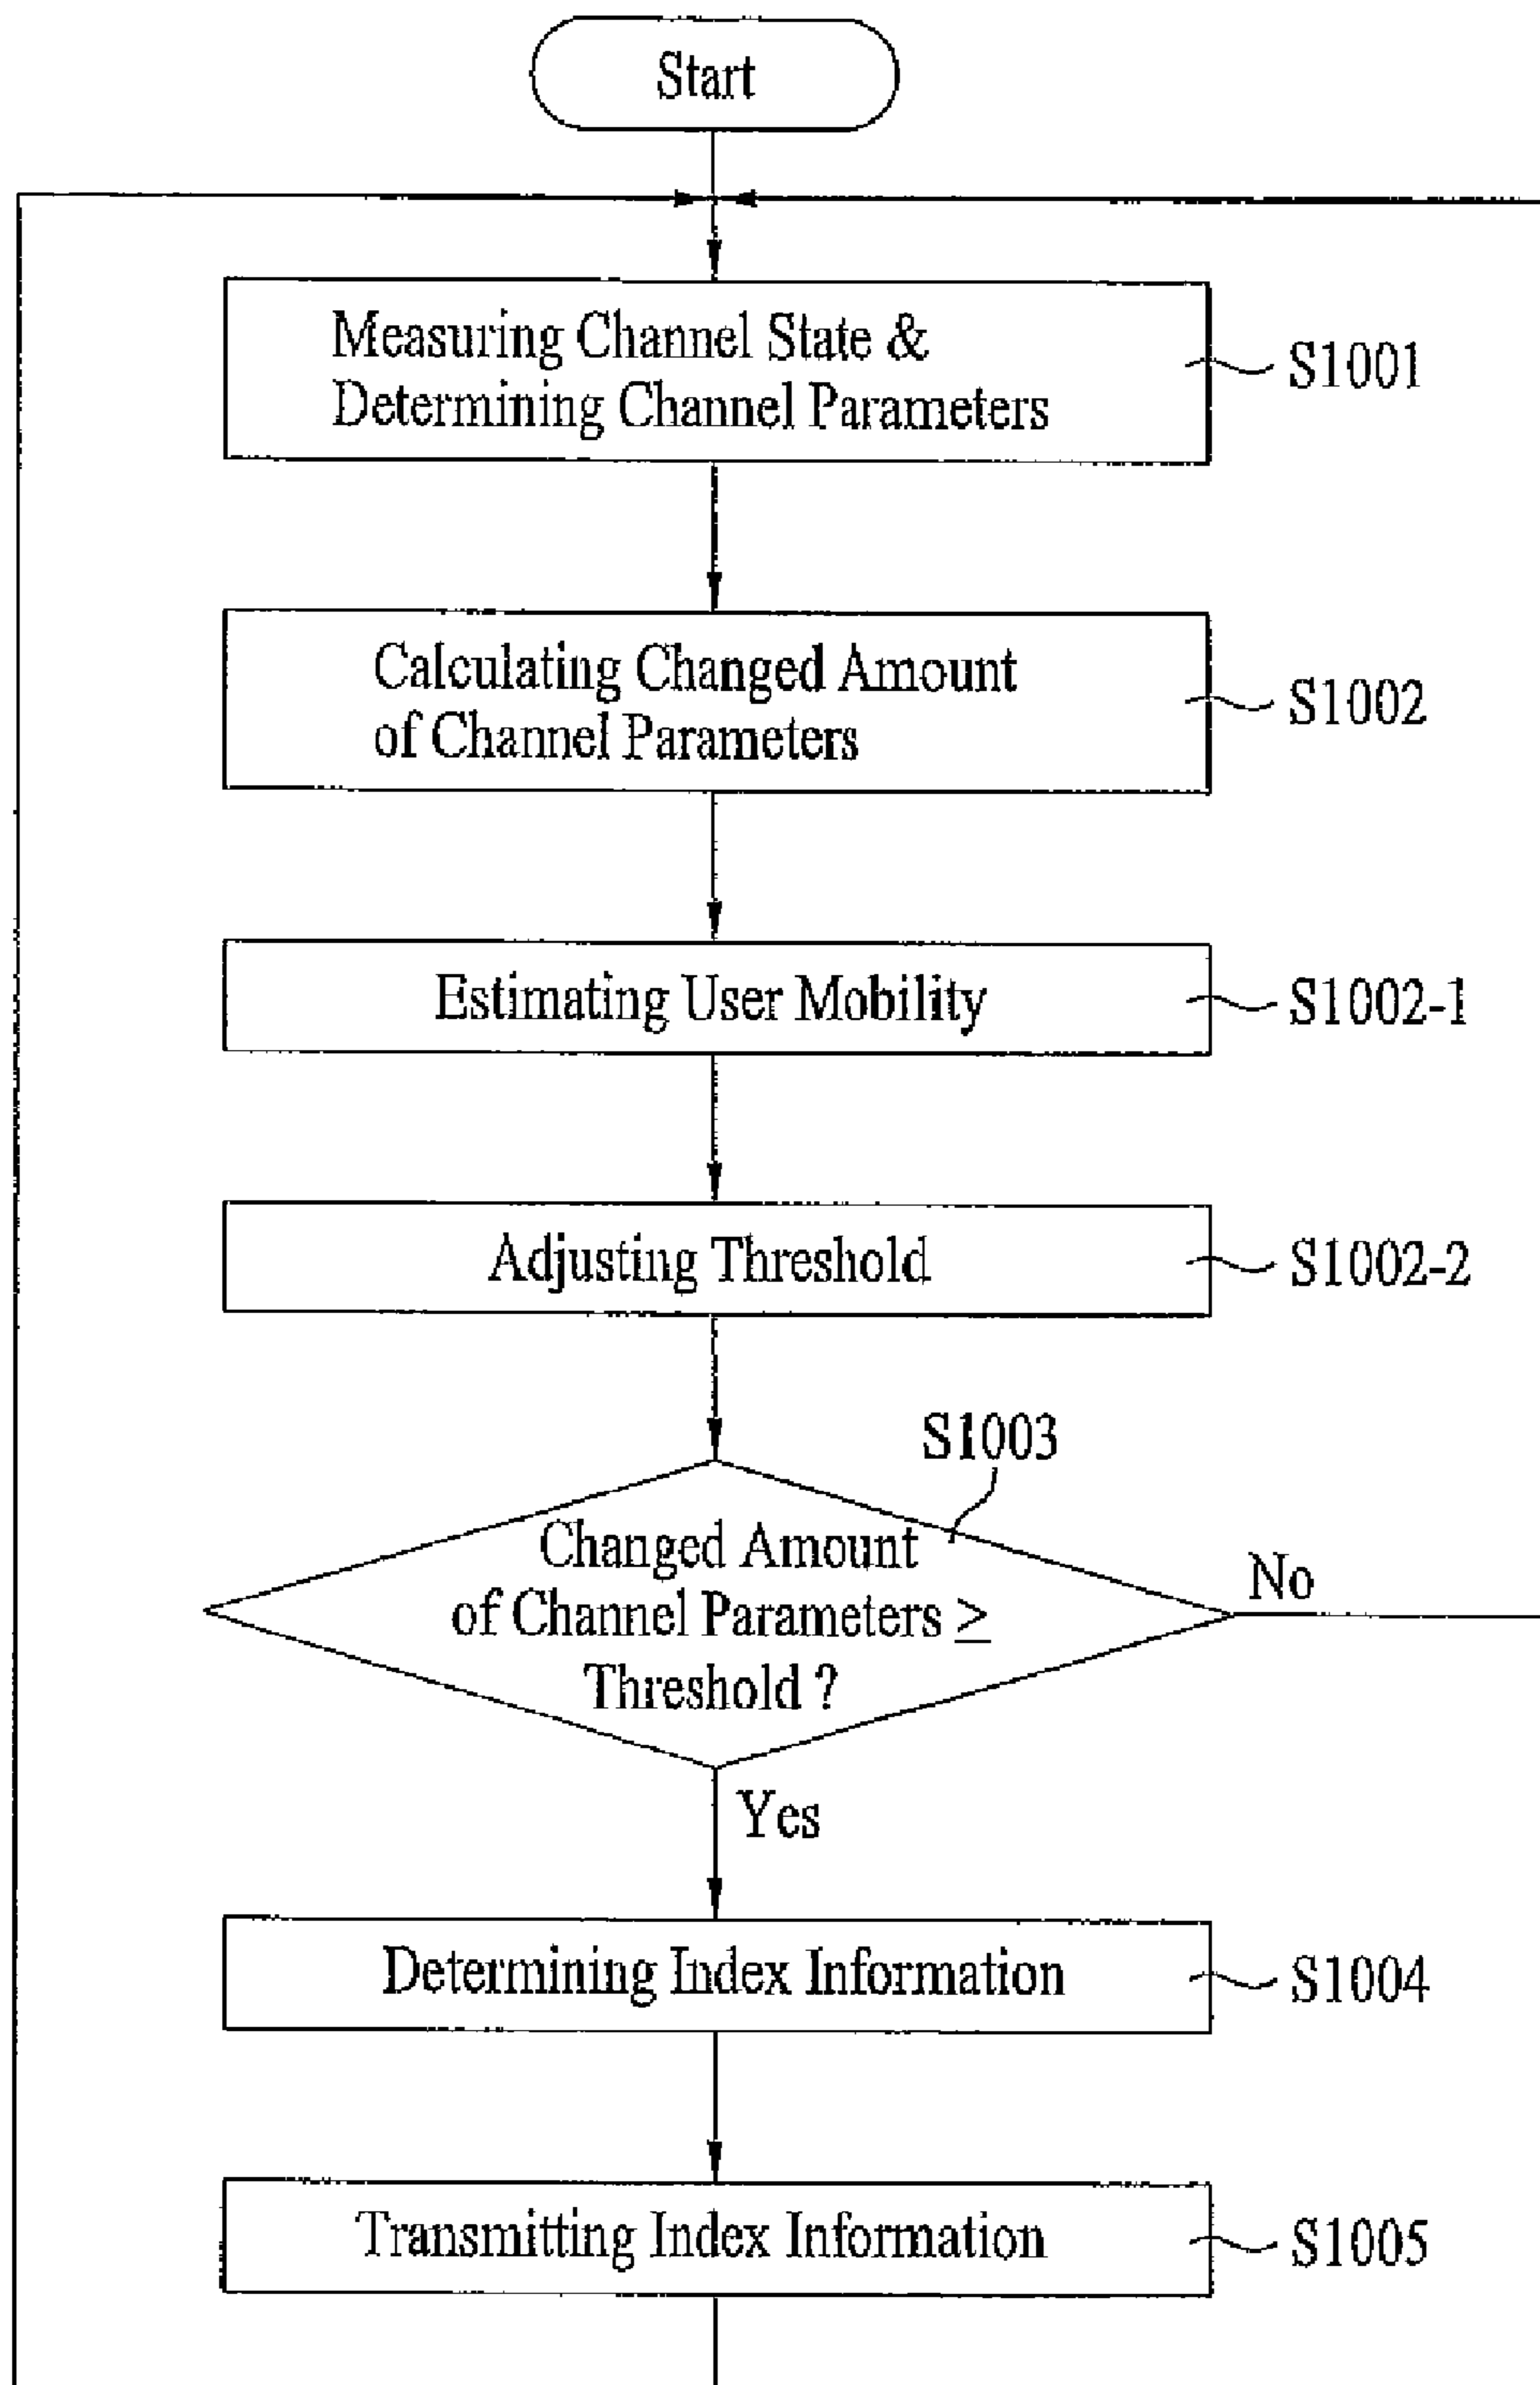 Start
Measuring Channel State &
Determining Channel Parameters
S1001
Calculating Changed Amount
of Channel Parameters
S1002
Estimating User Mobility
S1002-1
Adjusting Threshold
S1002-2
S1003
Changed Amount
of Channel Parameters ≥
Threshold ?
No
Yes
Determining Index Information
S1004
Transmitting Index Information
S1005